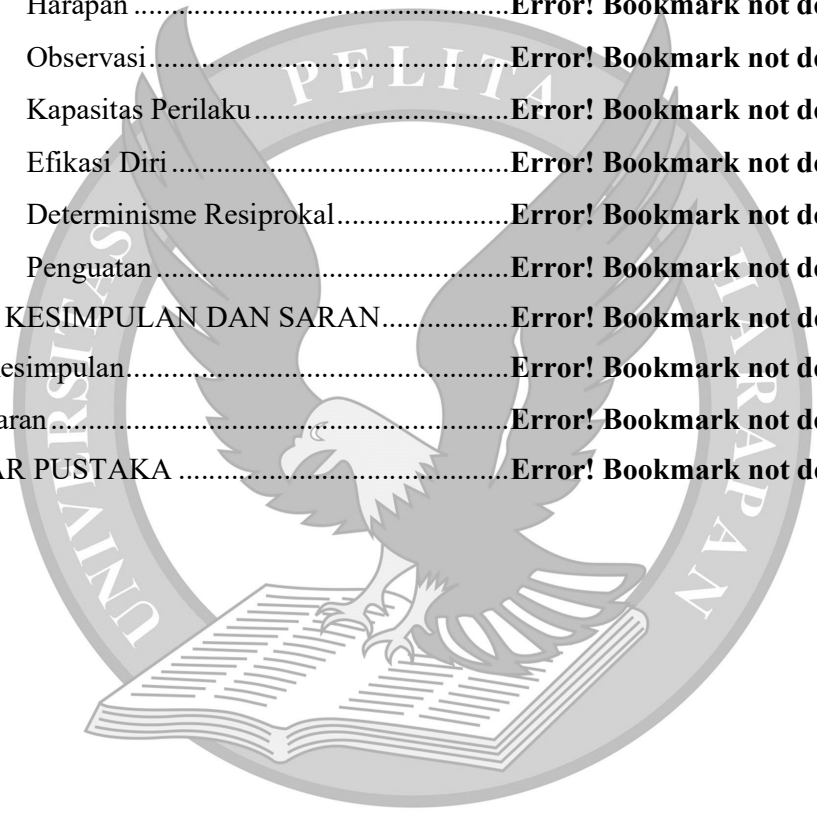 Harapan ................................................Error! Bookmark not de
Observasi................................................Error! Bookmark not de
Kapasitas Perilaku..................................Error! Bookmark not de
Efikasi Diri.............................................Error! Bookmark not de
Determinisme Resiprokal.......................Error! Bookmark not de
Penguatan..............................................Error! Bookmark not de
KESIMPULAN DAN SARAN.................Error! Bookmark not de
esimpulan...................................................Error! Bookmark not de
aran............................................................Error! Bookmark not de
AR PUSTAKA ...........................................Error! Bookmark not de
UNIVERSITAS PELITA HARAPAN